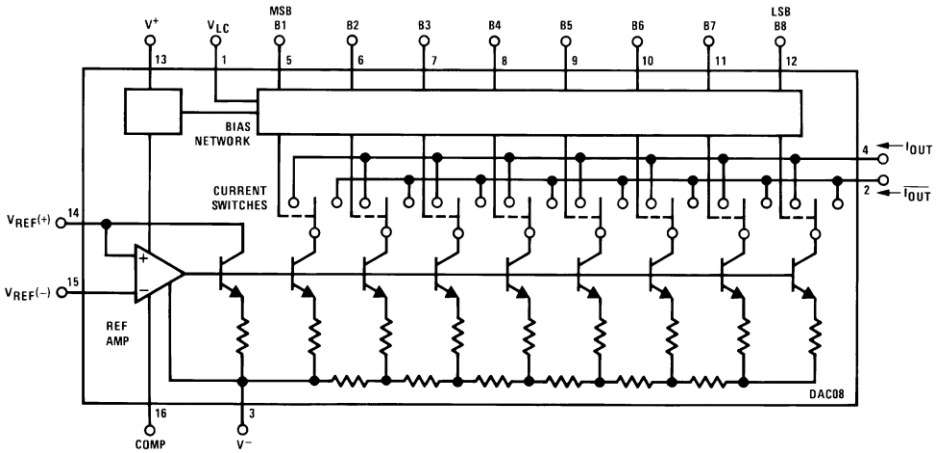 MSB LSB
V+ VLC B1 B2 B3 B4 B5 B6 B7 B8
13 1 5 6 7 8 9 10 11 12
BIAS
NETWORK
4 IOUT
CURRENT
SWITCHES
2 IOUT
14
VREF(+)
+
15
VREF(−)
−
REF
AMP
DAC08
16 3
COMP V−